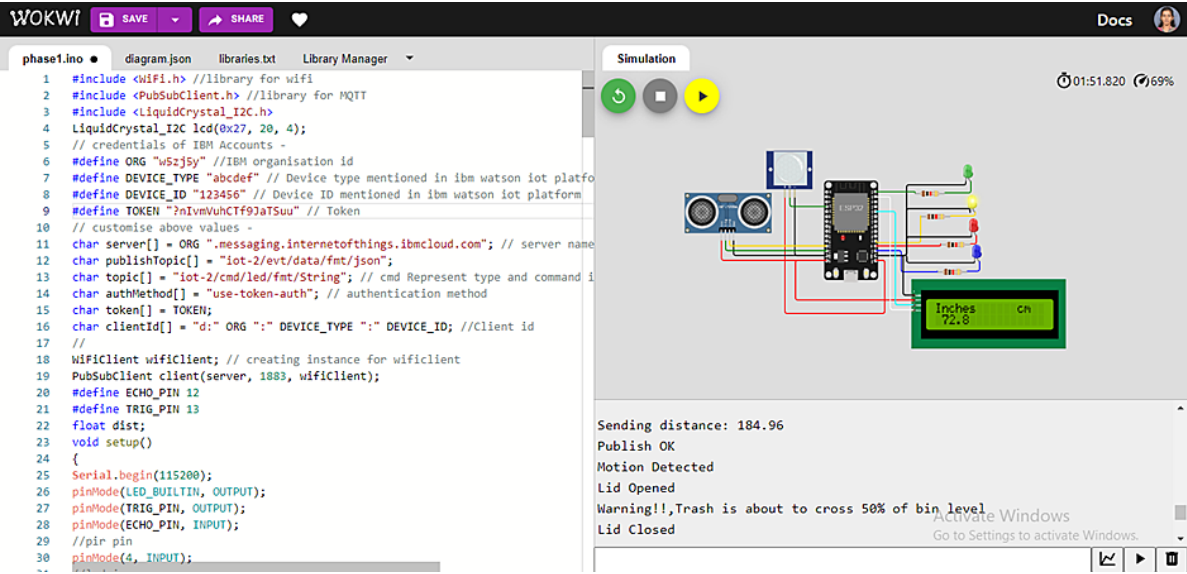 WOKWI SAVE SHARE Docs
phase1.ino ● diagram.json libraries.txt Library Manager
1 #include <WiFi.h> //library for wifi
2 #include <PubSubClient.h> //library for MQTT
3 #include <LiquidCrystal_I2C.h>
4 LiquidCrystal_I2C lcd(0x27, 20, 4);
5 // credentials of IBM Accounts -
6 #define ORG "w5zj5y" //IBM organisation id
7 #define DEVICE_TYPE "abcdef" // Device type mentioned in ibm watson iot platfo
8 #define DEVICE_ID "123456" // Device ID mentioned in ibm watson iot platform
9 #define TOKEN "?nIvmVuhCTf9JaTSuu" // Token
10 // customise above values -
11 char server[] = ORG ".messaging.internetofthings.ibmcloud.com"; // server name
12 char publishTopic[] = "iot-2/evt/data/fmt/json";
13 char topic[] = "iot-2/cmd/led/fmt/String"; // cmd Represent type and command i
14 char authMethod[] = "use-token-auth"; // authentication method
15 char token[] = TOKEN;
16 char clientId[] = "d:" ORG ":" DEVICE_TYPE ":" DEVICE_ID; //Client id
17 //
18 WiFiClient wifiClient; // creating instance for wificlient
19 PubSubClient client(server, 1883, wifiClient);
20 #define ECHO_PIN 12
21 #define TRIG_PIN 13
22 float dist;
23 void setup()
24 {
25 Serial.begin(115200);
26 pinMode(LED_BUILTIN, OUTPUT);
27 pinMode(TRIG_PIN, OUTPUT);
28 pinMode(ECHO_PIN, INPUT);
29 //pir pin
30 pinMode(4, INPUT);
Simulation
01:51.820 69%
ESP32
Inches cm
72.8
Sending distance: 184.96
Publish OK
Motion Detected
Lid Opened
Warning!!,Trash is about to cross 50% of bin level
Lid Closed
Activate Windows
Go to Settings to activate Windows.